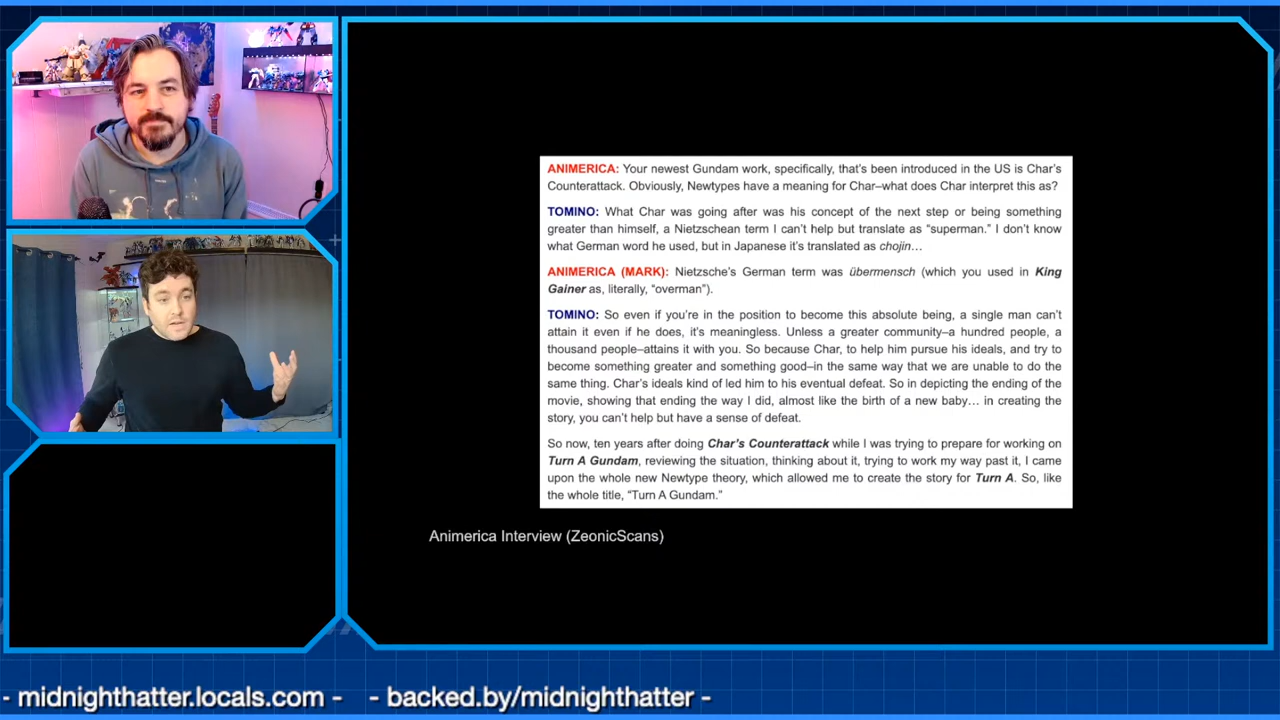 ANIMERICA: Your newest Gundam work, specifically, that's been introduced in the US is Char's
Counterattack. Obviously, Newtypes have a meaning for Char–what does Char interpret this as?
TOMINO: What Char was going after was his concept of the next step or being something
greater than himself, a Nietzschean term I can't help but translate as “superman.” I don't know
what German word he used, but in Japanese it's translated as chojin…
ANIMERICA (MARK): Nietzsche's German term was übermensch (which you used in King
Gainer as, literally, “overman”).
TOMINO: So even if you're in the position to become this absolute being, a single man can't
attain it even if he does, it's meaningless. Unless a greater community–a hundred people, a
thousand people–attains it with you. So because Char, to help him pursue his ideals, and try to
become something greater and something good–in the same way that we are unable to do the
same thing. Char's ideals kind of led him to his eventual defeat. So in depicting the ending of the
movie, showing that ending the way I did, almost like the birth of a new baby… in creating the
story, you can't help but have a sense of defeat.
So now, ten years after doing Char's Counterattack while I was trying to prepare for working on
Turn A Gundam, reviewing the situation, thinking about it, trying to work my way past it, I came
upon the whole new Newtype theory, which allowed me to create the story for Turn A. So, like
the whole title, “Turn A Gundam.”
Animerica Interview (ZeonicScans)
- midnighthatter.locals.com - - backed.by/midnighthatter -